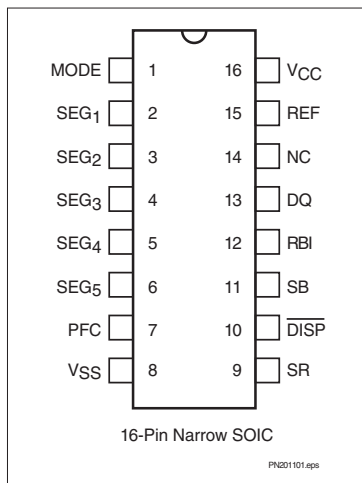 MODE 1 16 VCC
SEG1 2 15 REF
SEG2 3 14 NC
SEG3 4 13 DQ
SEG4 5 12 RBI
SEG5 6 11 SB
PFC 7 10 DISP
VSS 8 9 SR
16-Pin Narrow SOIC
PN201101.eps